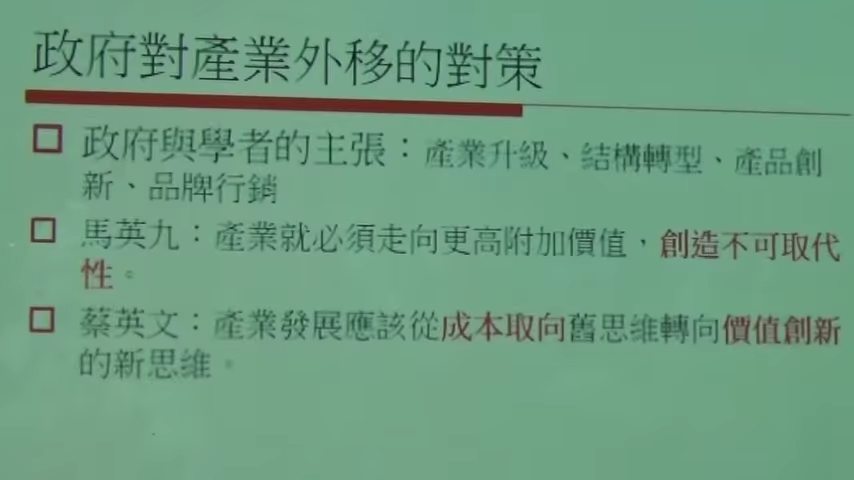 政府對產業外移的對策
政府與學者的主張：產業升級、結構轉型、產品創
新、品牌行銷
馬英九：產業就必須走向更高附加價值，創造不可取代
性。
蔡英文：產業發展應該從成本取向舊思維轉向價值創新
的新思維。